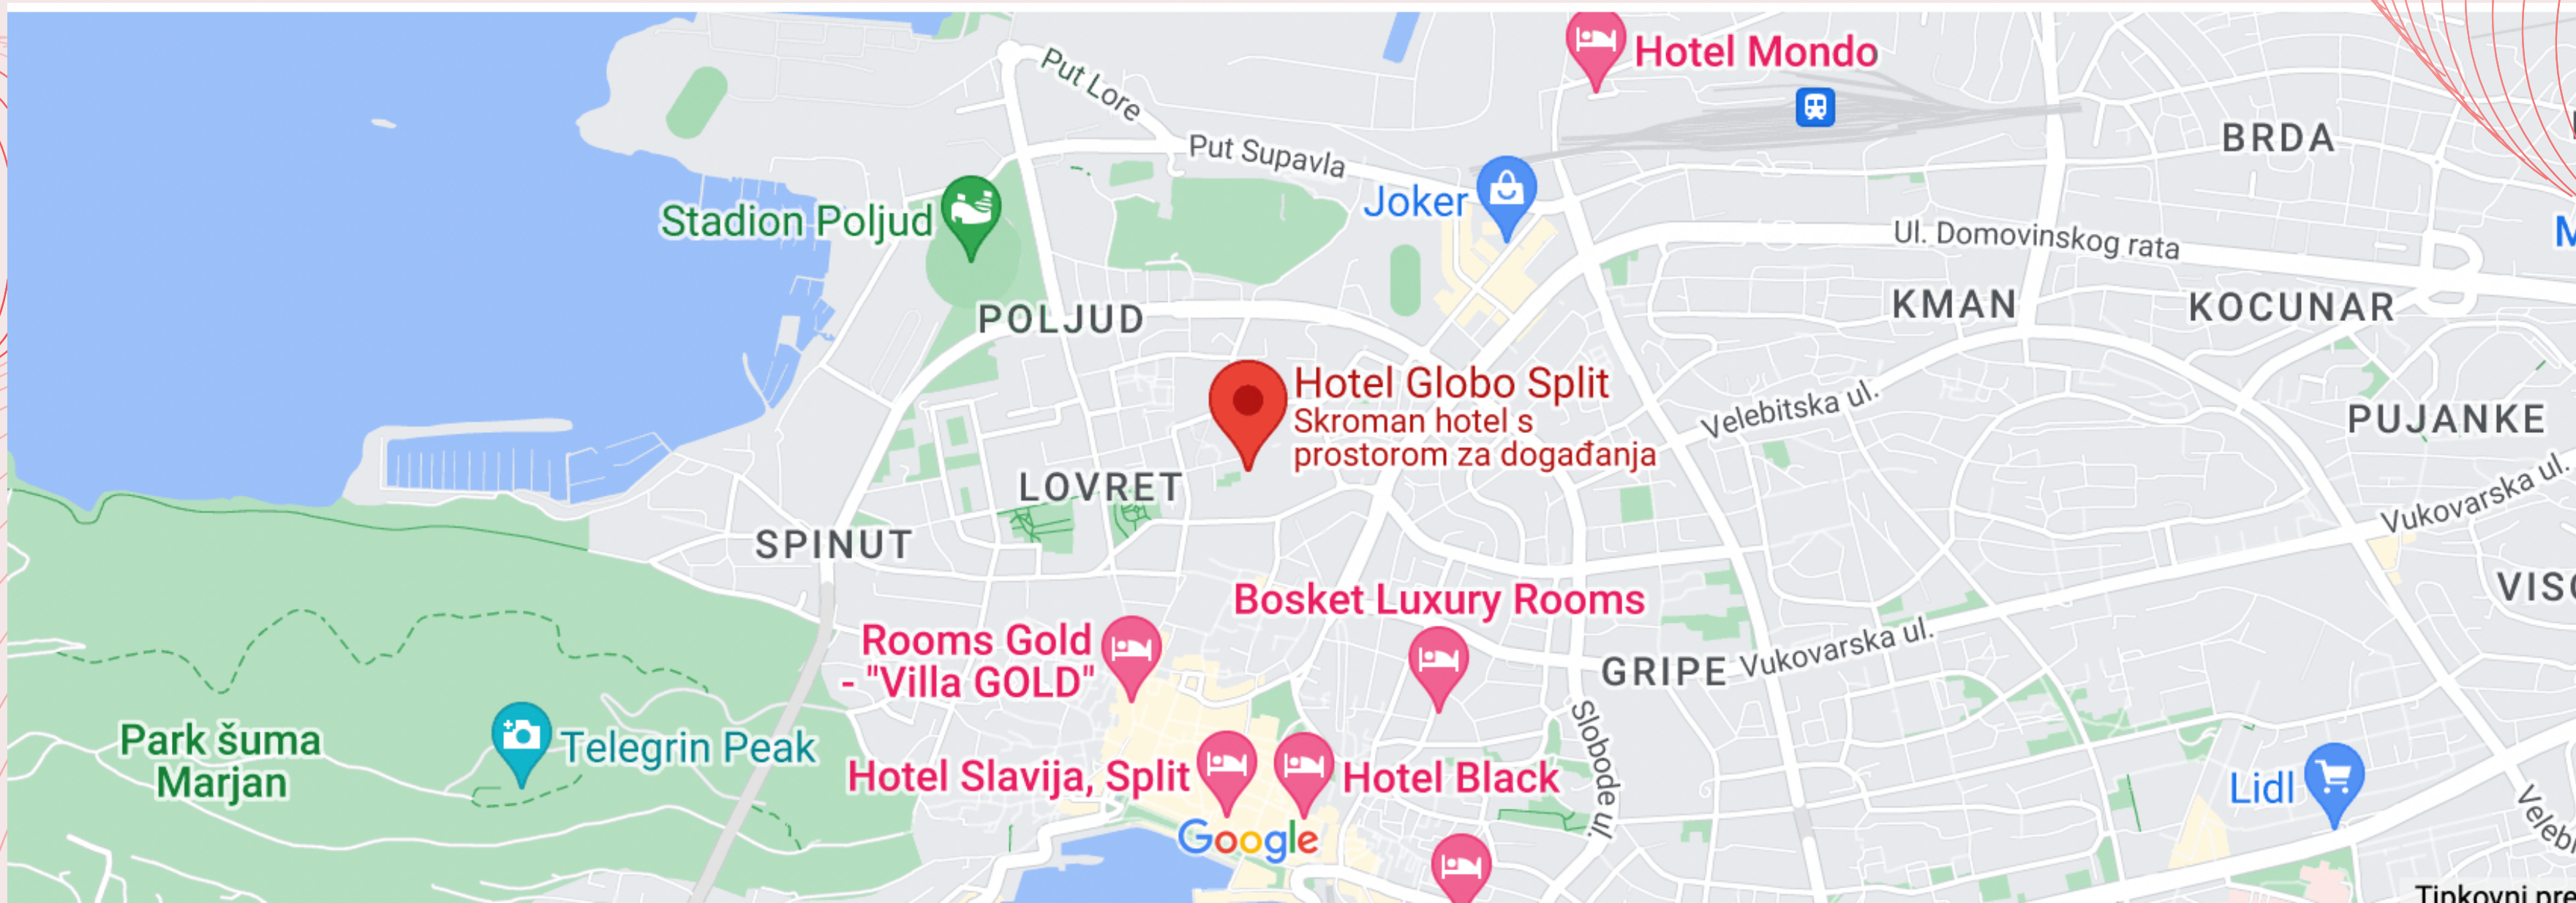 Hotel Mondo
Put Lore
BRDA
Put Supavla
Joker
Stadion Poljud
Ul. Domovinskog rata
KMAN
KOCUNAR
POLJUD
Hotel Globo Split
Skroman hotel s
prostorom za događanja
Velebitska ul.
PUJANKE
LOVRET
Vukovarska ul.
SPINUT
Bosket Luxury Rooms
Rooms Gold
- "Villa GOLD"
GRIPE
Vukovarska ul.
Park šuma
Marjan
Telegrin Peak
Slobode ul.
Hotel Slavija, Split
Hotel Black
Lidl
Google
Tipkovni